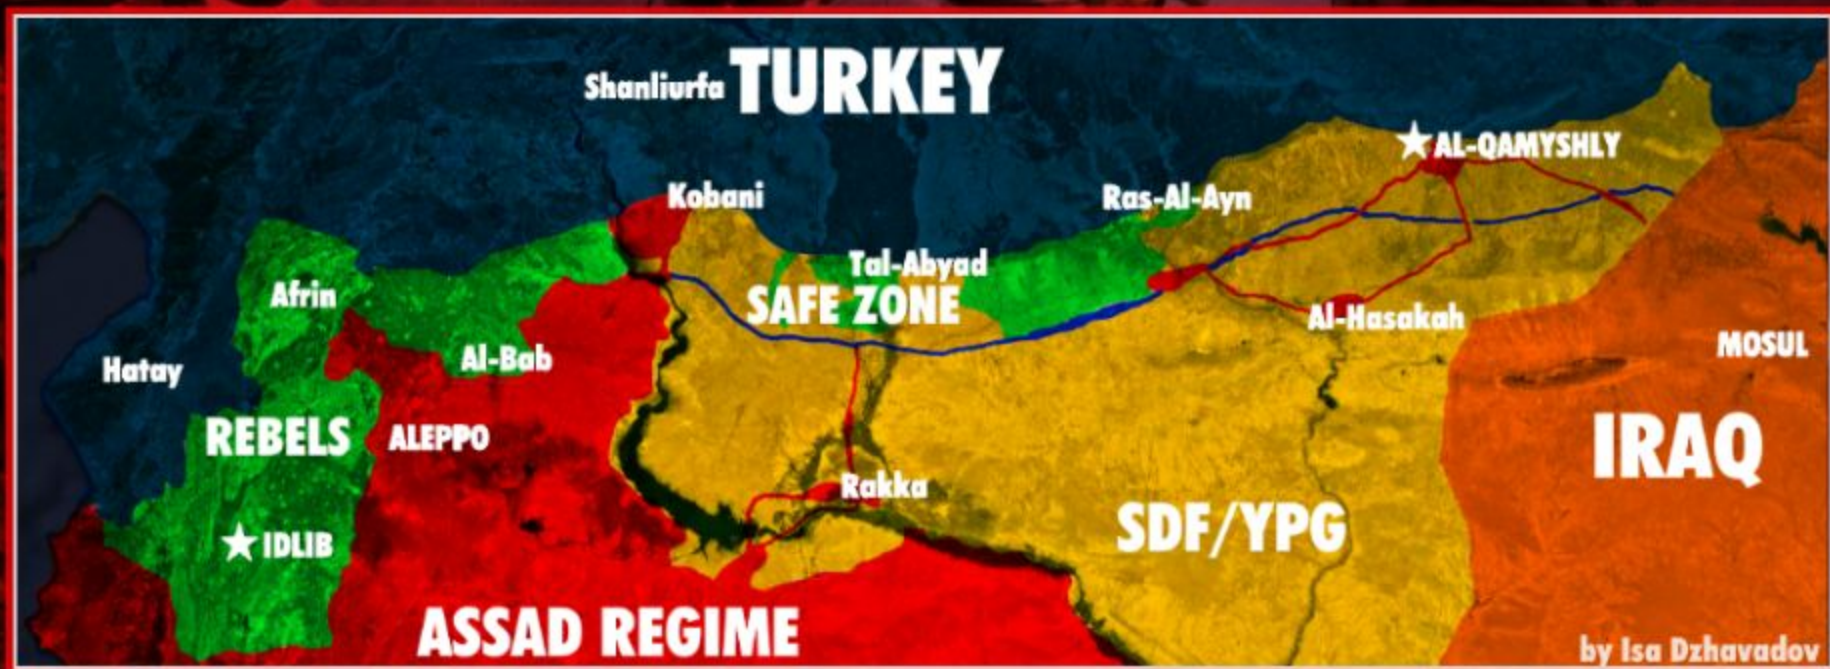 Shanliurfa TURKEY
AL-QAMYSHLY
Kobani
Ras-Al-Ayn
Tal-Abyad
Afrin
SAFE ZONE
Al-Hasakah
MOSUL
Al-Bab
Hatay
REBELS
ALEPPO
IRAQ
Rakka
SDF/YPG
IDLIB
ASSAD REGIME
by Isa Dzhavadov